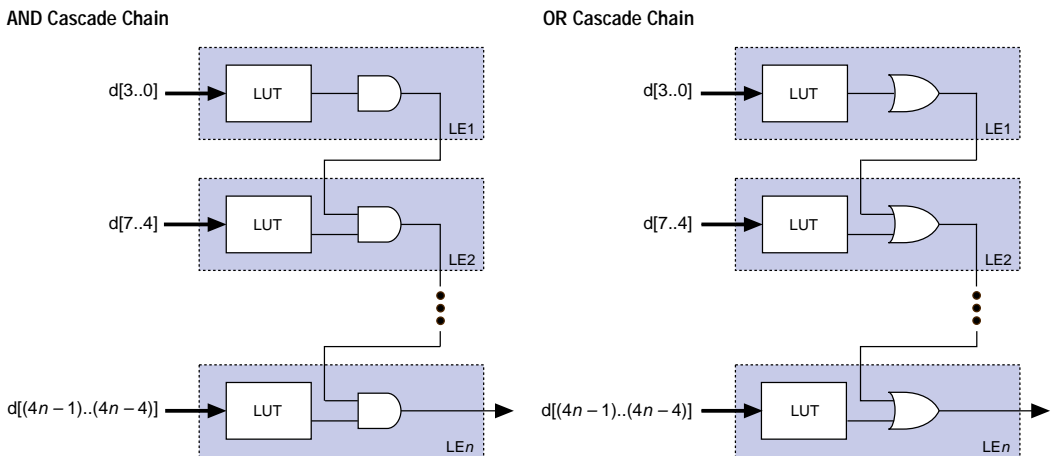 AND Cascade Chain
OR Cascade Chain
d[3..0]
LUT
LE1
d[3..0]
LUT
LE1
d[7..4]
LUT
LE2
d[7..4]
LUT
LE2
d[(4n – 1)..(4n – 4)]
LUT
LEn
d[(4n – 1)..(4n – 4)]
LUT
LEn